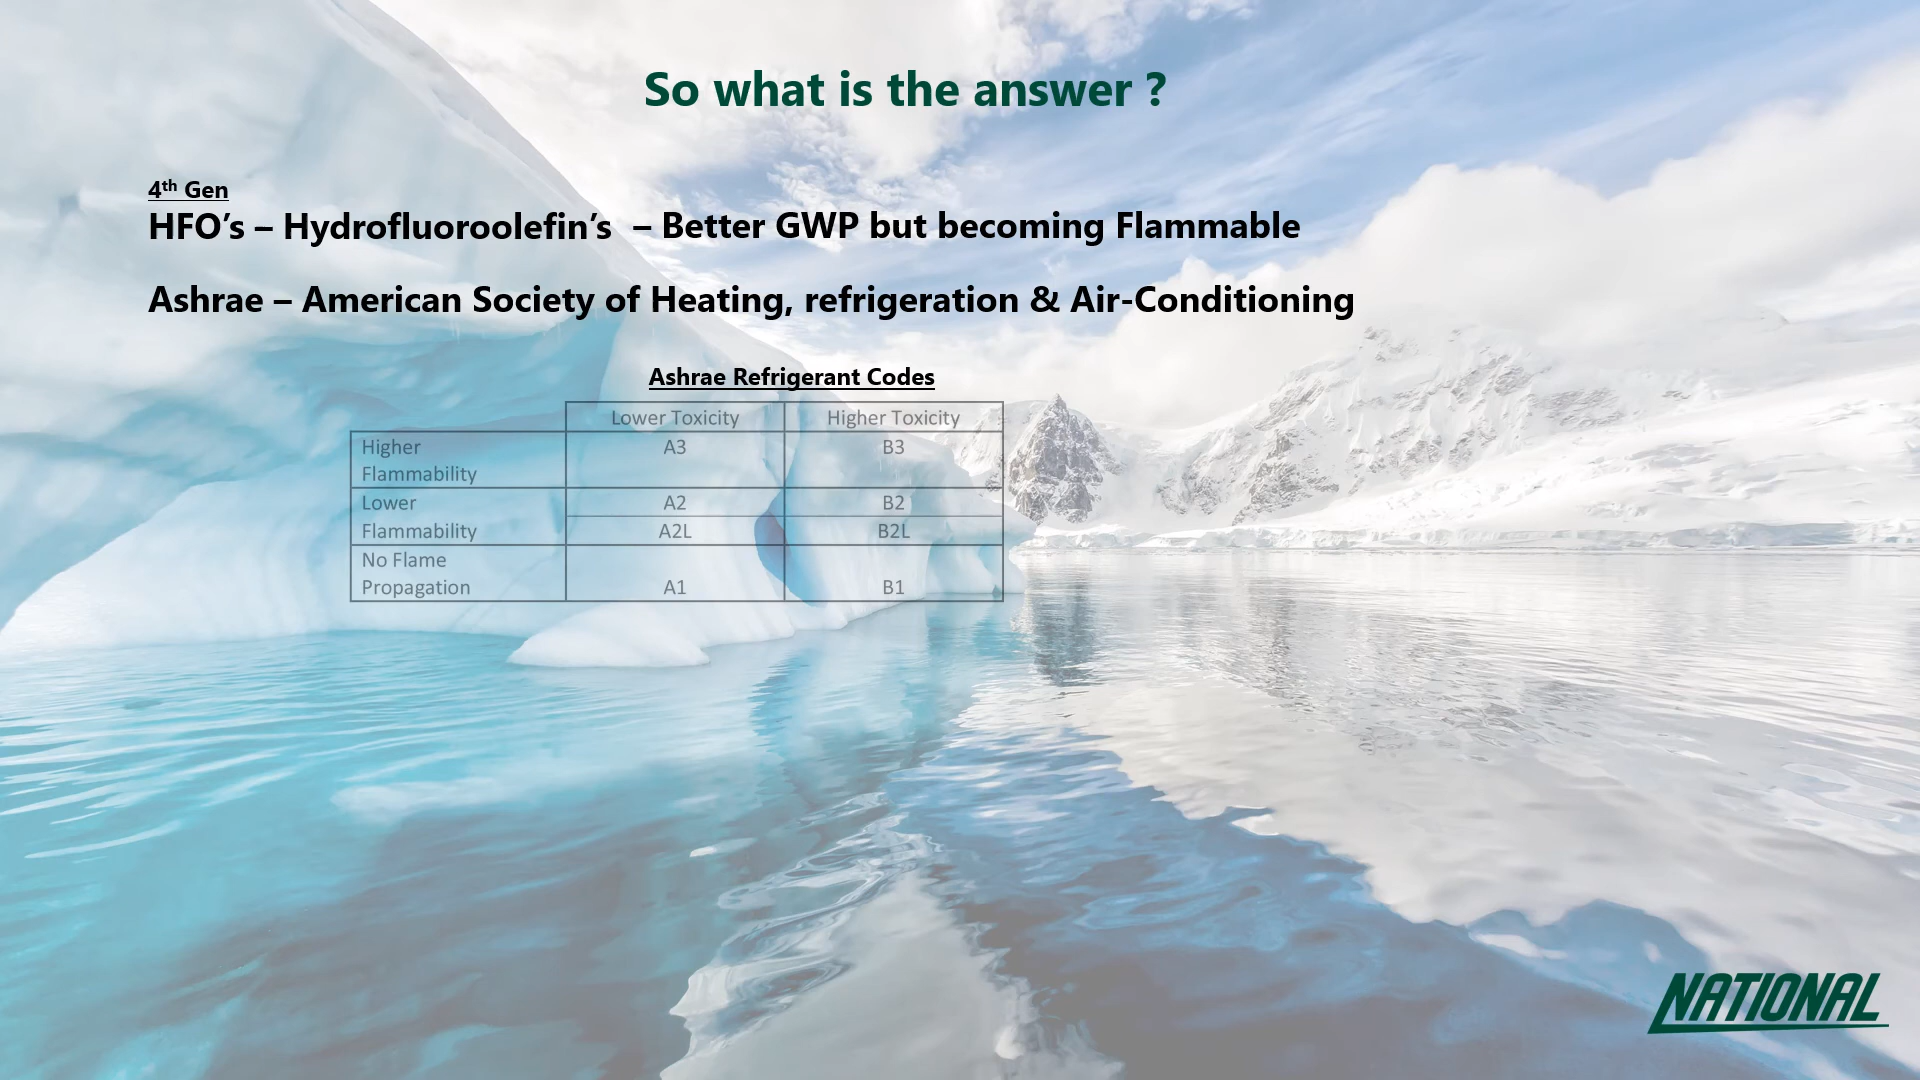 So what is the answer ?
4th Gen
HFO’s – Hydrofluoroolefin’s – Better GWP but becoming Flammable
Ashrae – American Society of Heating, refrigeration & Air-Conditioning
Ashrae Refrigerant Codes
Lower Toxicity Higher Toxicity
Higher A3 B3
Flammability
Lower A2 B2
Flammability A2L B2L
No Flame
Propagation A1 B1
NATIONAL